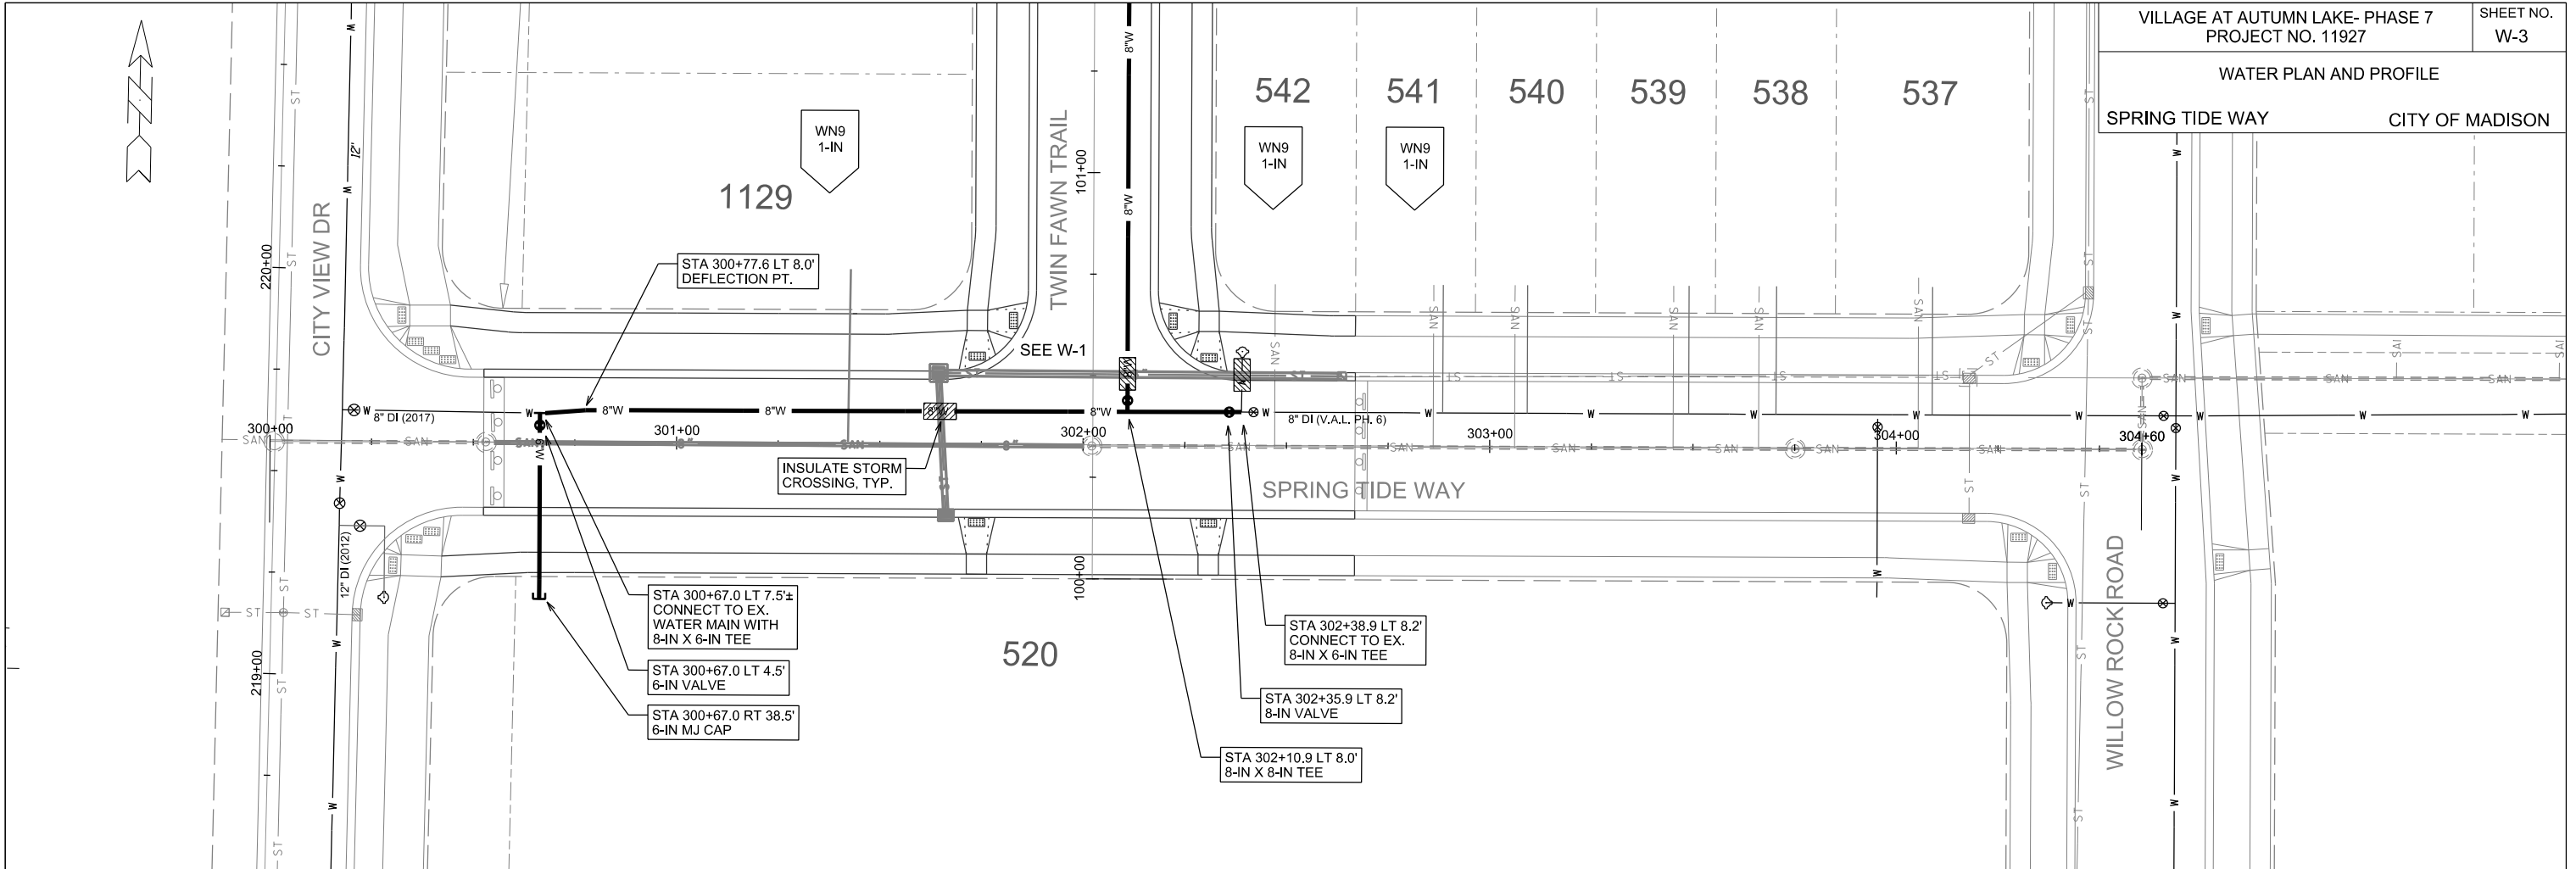 VILLAGE AT AUTUMN LAKE- PHASE 7
PROJECT NO. 11927
SHEET NO.
W-3
WATER PLAN AND PROFILE
SPRING TIDE WAY
CITY OF MADISON
542
541
540
539
538
537
WN9
1-IN
WN9
1-IN
WN9
1-IN
1129
CITY VIEW DR
TWIN FAWN TRAIL
101+00
220+00
12"
8"W
8"W
8"W
STA 300+77.6 LT 8.0'
DEFLECTION PT.
SEE W-1
8" DI (2017)
8"W
8"W
8"W
8"W
8"W
8" DI (V.A.L. PH. 6)
300+00
301+00
302+00
303+00
304+00
304+60
6"W
INSULATE STORM
CROSSING, TYP.
SPRING TIDE WAY
12" DI (2012)
100+00
219+00
STA 300+67.0 LT 7.5'±
CONNECT TO EX.
WATER MAIN WITH
8-IN X 6-IN TEE
STA 300+67.0 LT 4.5'
6-IN VALVE
STA 300+67.0 RT 38.5'
6-IN MJ CAP
520
STA 302+38.9 LT 8.2'
CONNECT TO EX.
8-IN X 6-IN TEE
STA 302+35.9 LT 8.2'
8-IN VALVE
STA 302+10.9 LT 8.0'
8-IN X 8-IN TEE
WILLOW ROCK ROAD